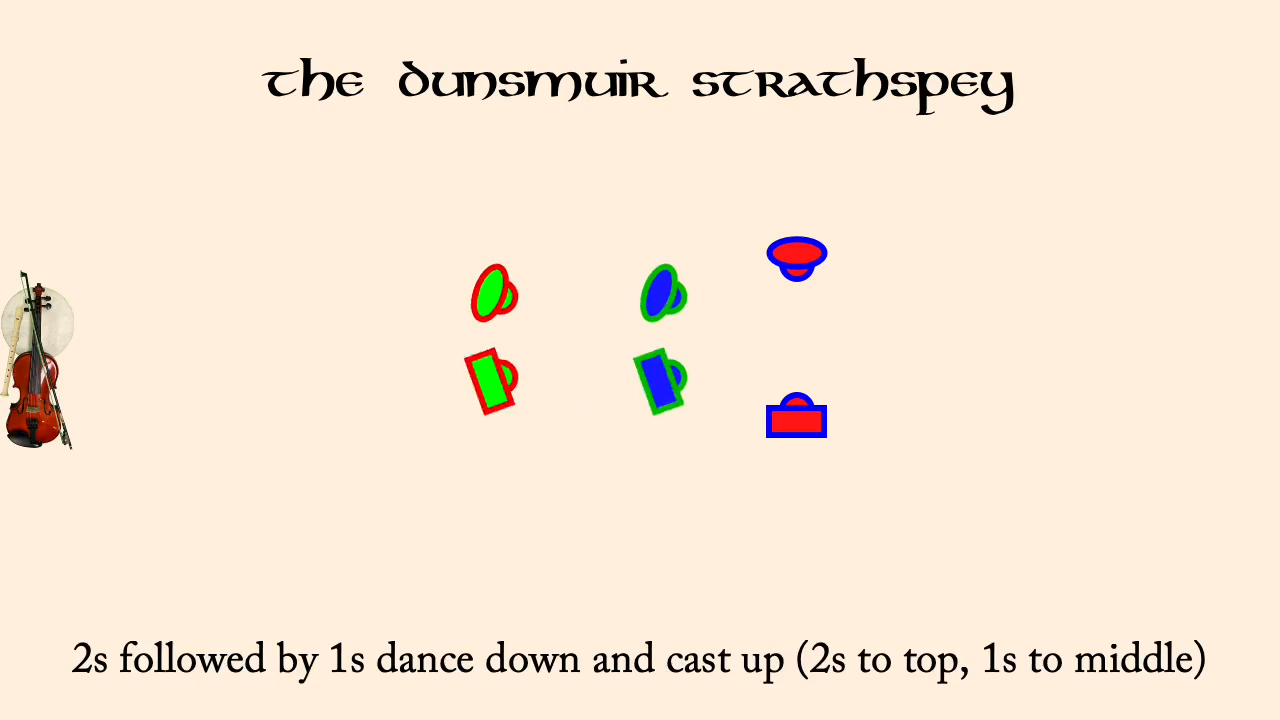 The Dunsmuir Strathspey
2s followed by 1s dance down and cast up (2s to top, 1s to middle)